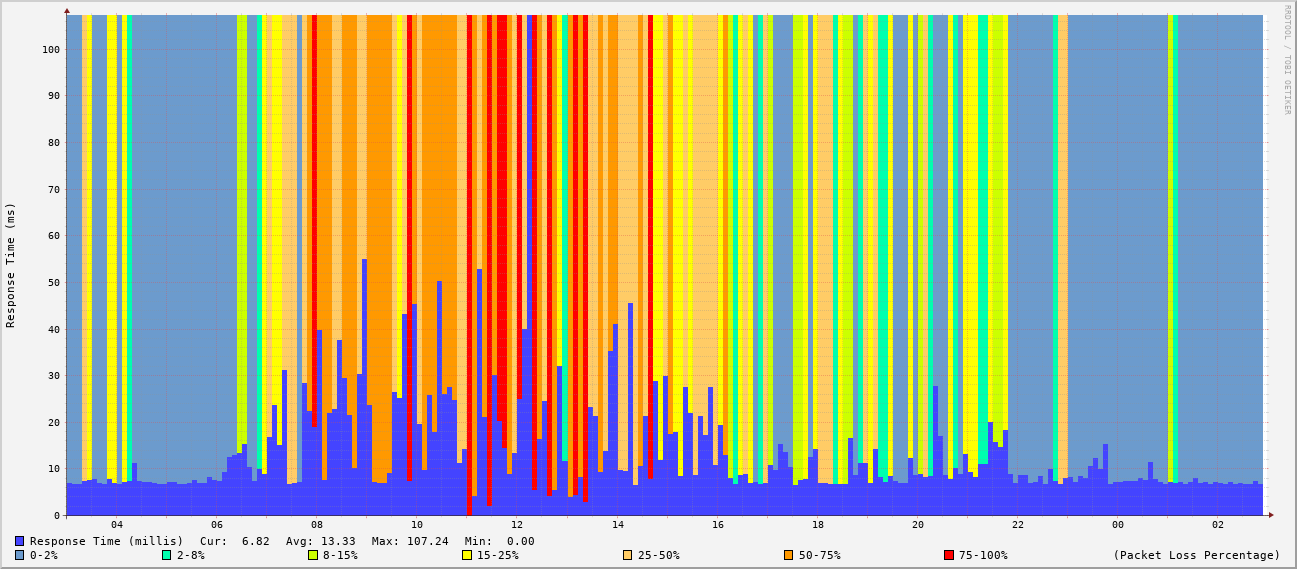 RRDTOOL / TOBI OETIKER
Response Time (ms)
100
90
80
70
60
50
40
30
20
10
0
04 06 08 10 12 14 16 18 20 22 00 02
Response Time (millis) Cur: 6.82 Avg: 13.33 Max: 107.24 Min: 0.00
0-2% 2-8% 8-15% 15-25% 25-50% 50-75% 75-100% (Packet Loss Percentage)